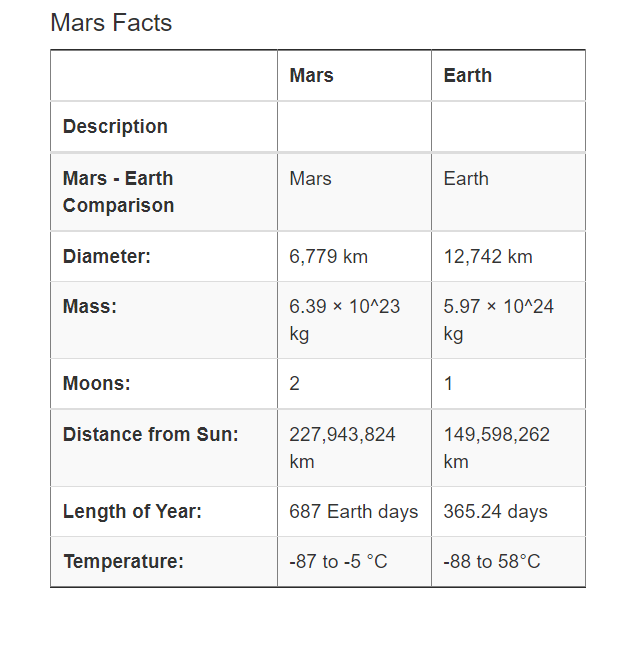 Mars Facts
Mars Earth
Description
Mars - Earth Comparison Mars Earth
Diameter: 6,779 km 12,742 km
Mass: 6.39 × 10^23 kg 5.97 × 10^24 kg
Moons: 2 1
Distance from Sun: 227,943,824 km 149,598,262 km
Length of Year: 687 Earth days 365.24 days
Temperature: -87 to -5 °C -88 to 58°C